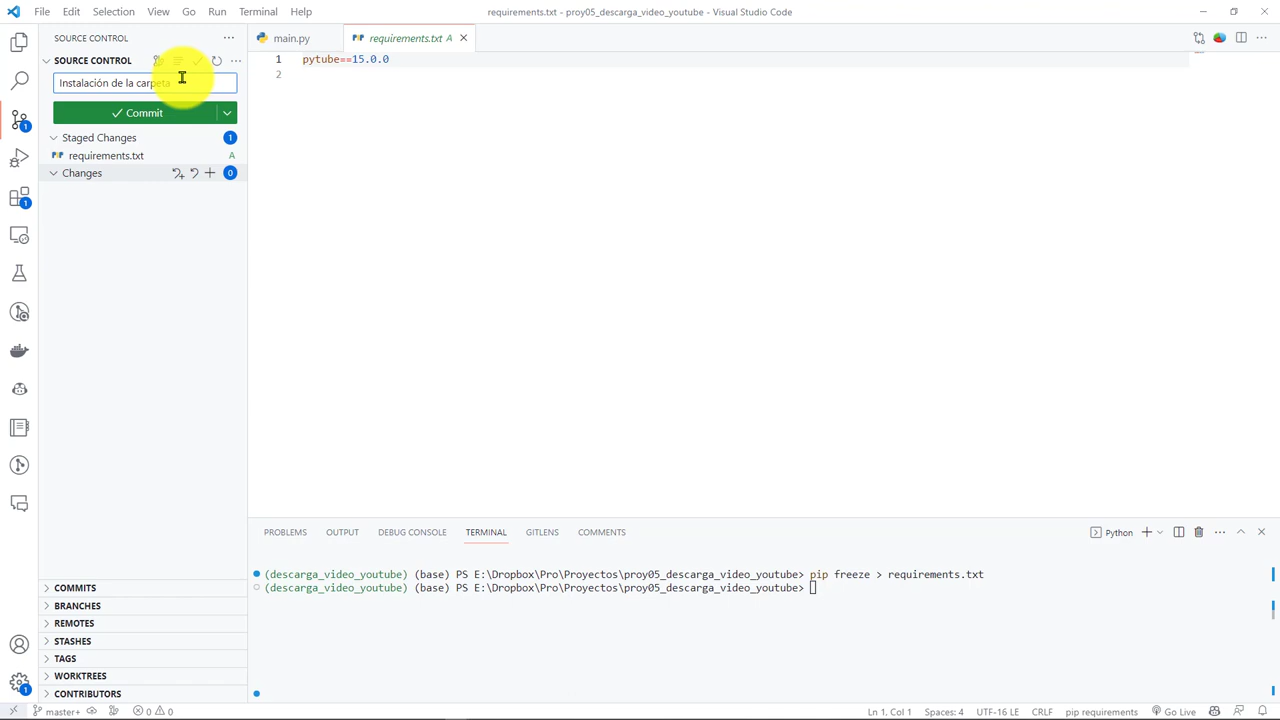 File Edit Selection View Go Run Terminal Help
requirements.txt - proy05_descarga_video_youtube - Visual Studio Code
SOURCE CONTROL
main.py
requirements.txt A
SOURCE CONTROL
1 pytube==15.0.0
2
Instalación de la carpeta
Commit
Staged Changes 1
requirements.txt A
Changes 0
1
1
PROBLEMS OUTPUT DEBUG CONSOLE TERMINAL GITLENS COMMENTS
Python
(descarga_video_youtube) (base) PS E:\Dropbox\Pro\Proyectos\proy05_descarga_video_youtube> pip freeze > requirements.txt
(descarga_video_youtube) (base) PS E:\Dropbox\Pro\Proyectos\proy05_descarga_video_youtube>
COMMITS
BRANCHES
REMOTES
STASHES
TAGS
WORKTREES
CONTRIBUTORS
1
master+ 0 0 Ln 1, Col 1 Spaces: 4 UTF-16 LE CRLF pip requirements Go Live